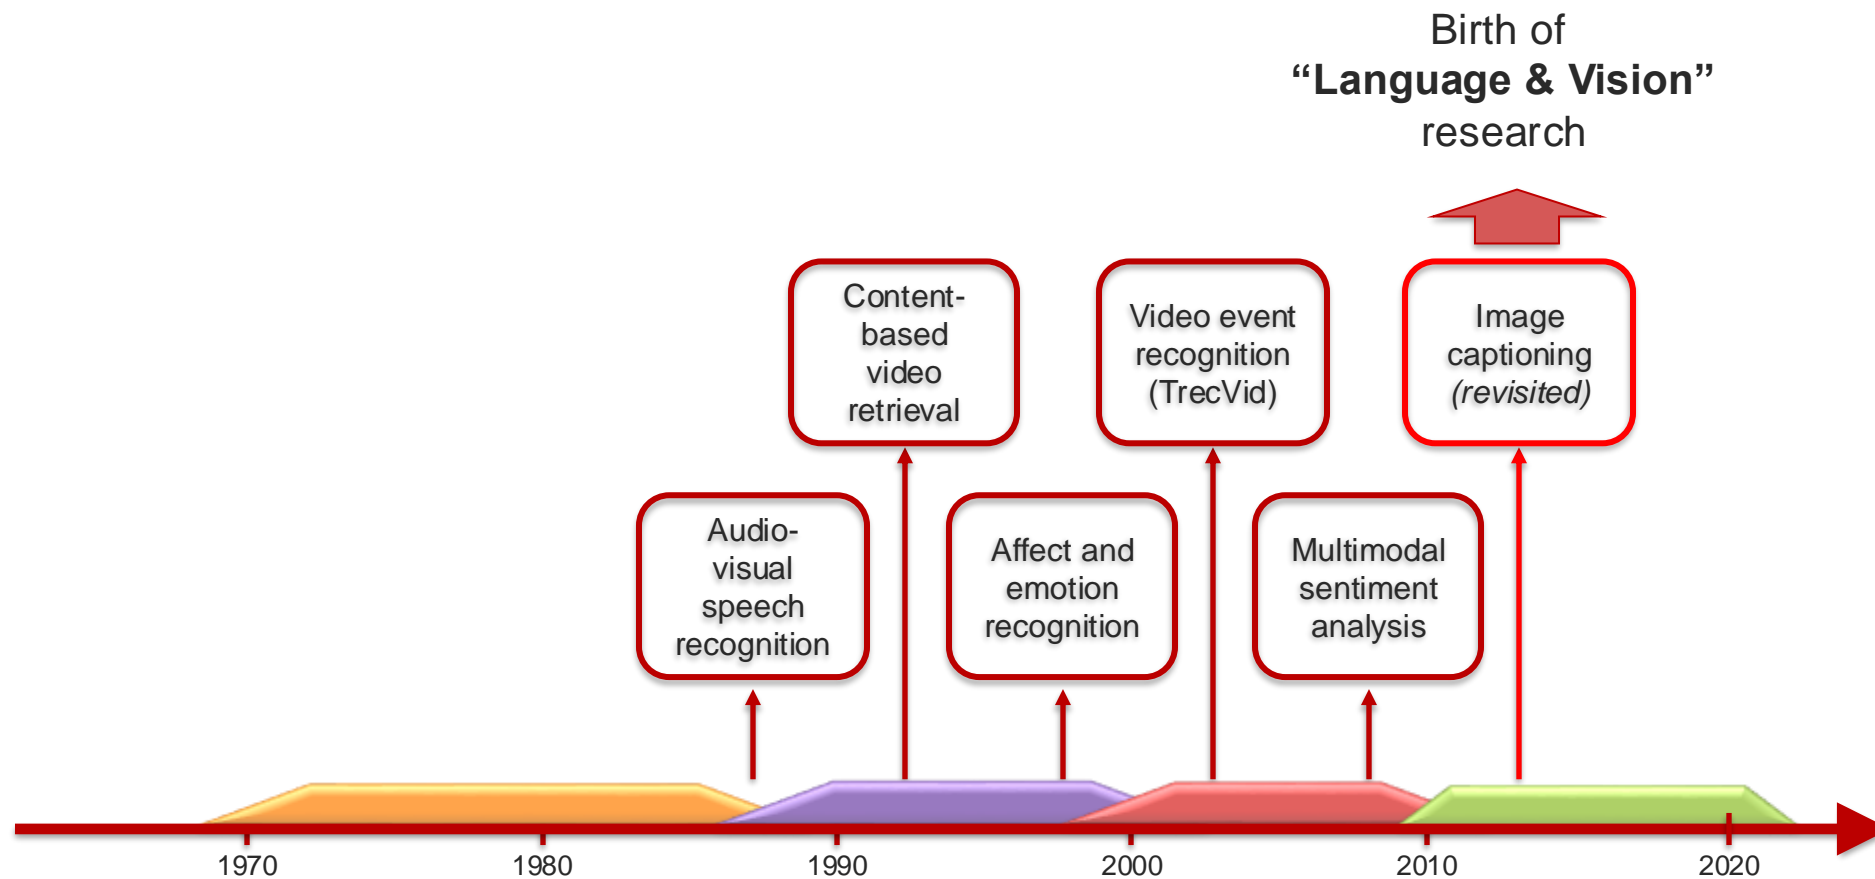 Birth of
“Language & Vision”
research
Content-
based
video
retrieval
Video event
recognition
(TrecVid)
Image
captioning
(revisited)
Audio-
visual
speech
recognition
Affect and
emotion
recognition
Multimodal
sentiment
analysis
1970
1980
1990
2000
2010
2020